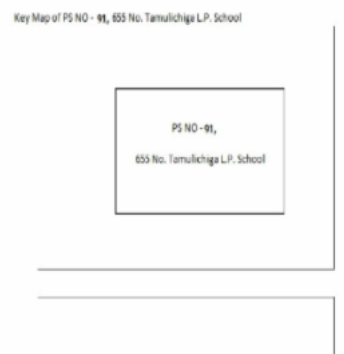 Key Map of PS NO - 91, 655 No. Tamulichiga L.P. School
PS NO - 91,
655 No. Tamulichiga L.P. School